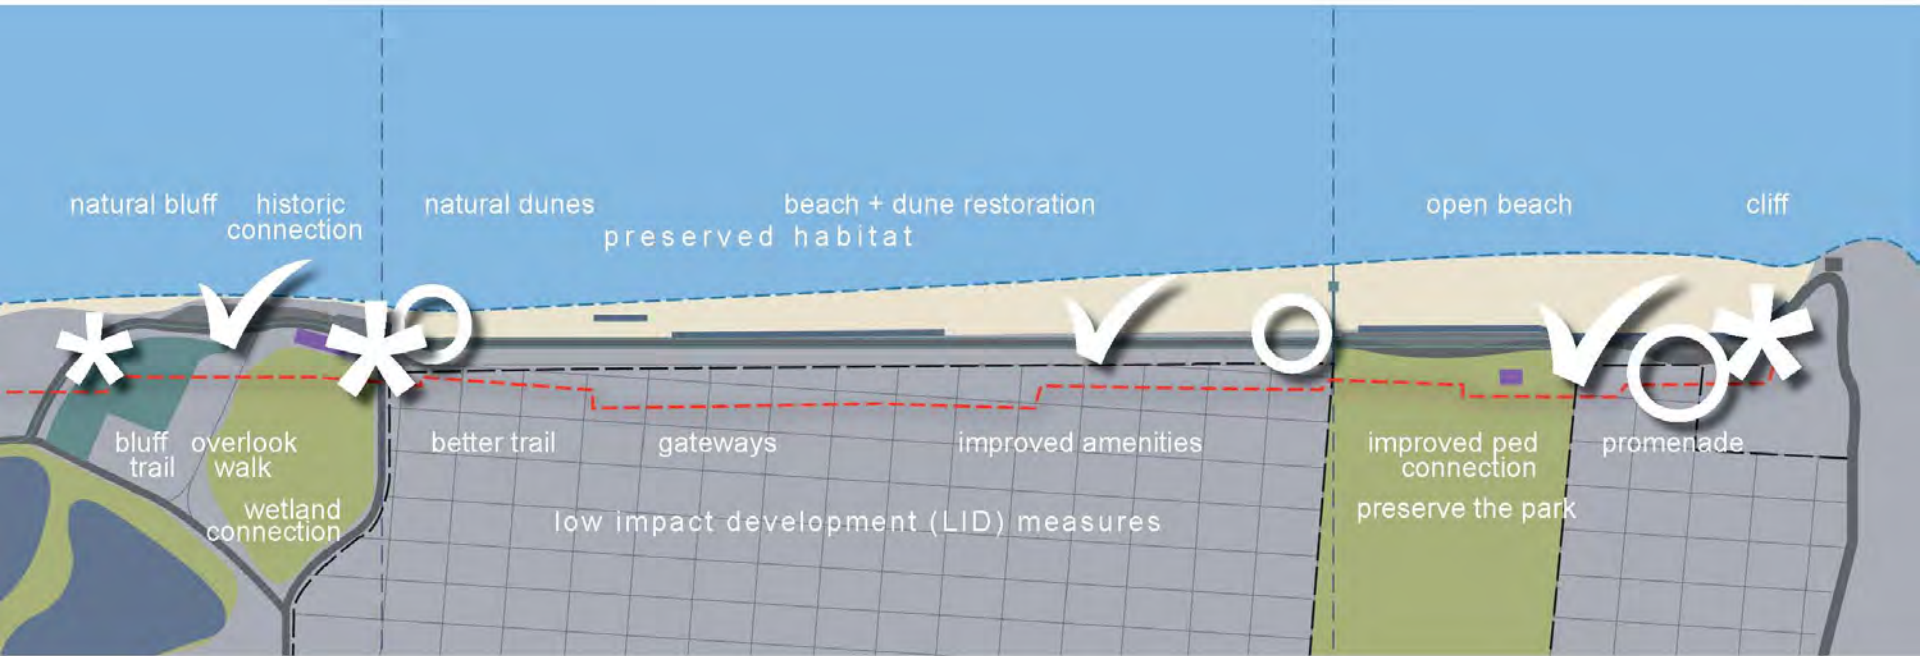 natural bluff
historic
connection
natural dunes
beach + dune restoration
preserved habitat
open beach
cliff
bluff
trail
overlook
walk
wetland
connection
better trail
gateways
improved amenities
low impact development (LID) measures
improved ped
connection
preserve the park
promenade